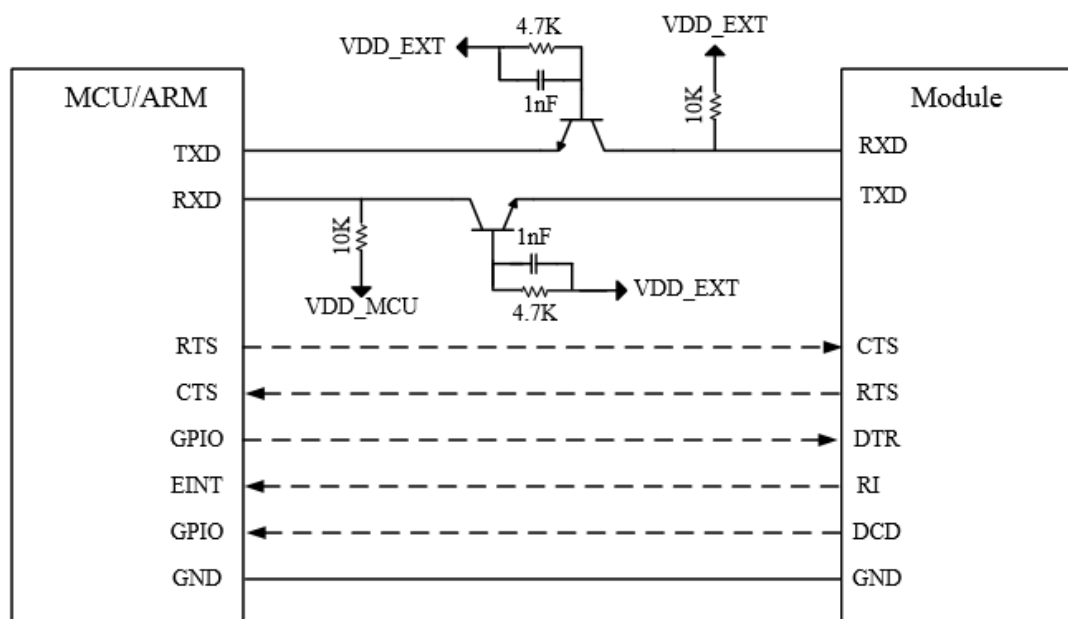 4.7K
VDD_EXT
VDD_EXT
1nF
10K
MCU/ARM
Module
TXD
RXD
RXD
TXD
10K
1nF
VDD_EXT
VDD_MCU
4.7K
RTS
CTS
CTS
RTS
GPIO
DTR
EINT
RI
GPIO
DCD
GND
GND